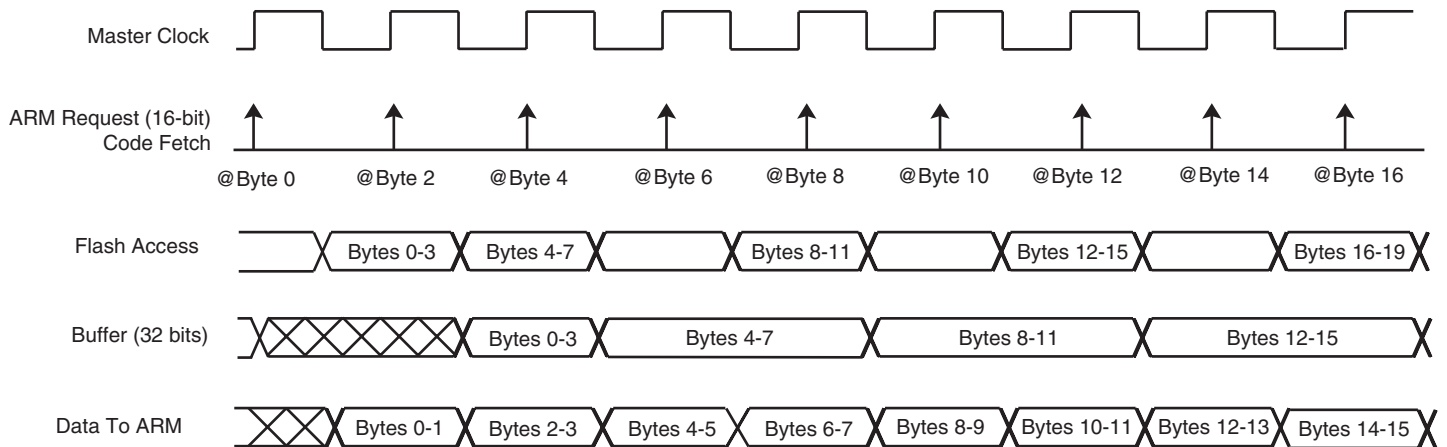 Master Clock
ARM Request (16-bit)
Code Fetch
@Byte 0 @Byte 2 @Byte 4 @Byte 6 @Byte 8 @Byte 10 @Byte 12 @Byte 14 @Byte 16
Flash Access Bytes 0-3 Bytes 4-7 Bytes 8-11 Bytes 12-15 Bytes 16-19
Buffer (32 bits) Bytes 0-3 Bytes 4-7 Bytes 8-11 Bytes 12-15
Data To ARM Bytes 0-1 Bytes 2-3 Bytes 4-5 Bytes 6-7 Bytes 8-9 Bytes 10-11 Bytes 12-13 Bytes 14-15